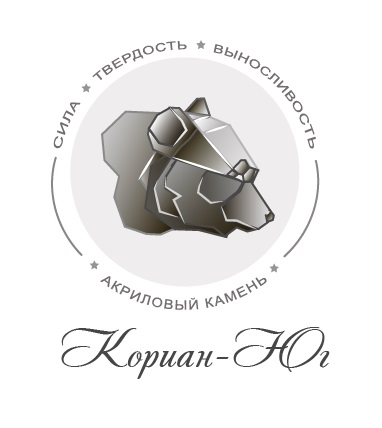 СИЛА ★ ТВЕРДОСТЬ ★ ВЫНОСЛИВОСТЬ
★ АКРИЛОВЫЙ КАМЕНЬ ★
Кориан-Юг